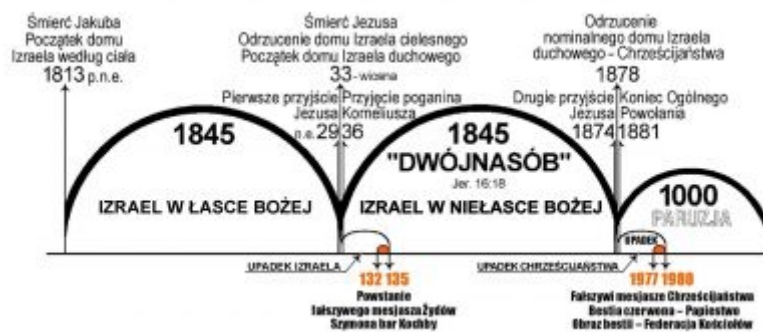 Śmierć Jakuba
Początek domu
Izraela według ciała
1813 p.n.e.
Śmierć Jezusa
Odrzucenie domu Izraela cielesnego
Początek domu Izraela duchowego
33 - wiosna
Pierwsze przyjście Jezusa
n.e. 29
Przyjęcie poganina Korneliusza
36
Odrzucenie
nominalnego domu Izraela
duchowego - Chrześcijaństwa
1878
Drugie przyjście Jezusa
1874
Koniec Ogólnego Powołania
1881
1845
IZRAEL W ŁASCE BOŻEJ
1845
"DWÓJNASÓB"
Jer. 16:18
IZRAEL W NIEŁASCE BOŻEJ
1000
PARUZJA
UPADEK IZRAELA
132 135
Powstanie
fałszywego mesjasza Żydów
Szymona bar Kochby
UPADEK
UPADEK CHRZEŚCIJAŃSTWA
1977 1980
Fałszywi mesjasze Chrześcijaństwa
Bestia czerwona – Papiestwo
Obraz bestii – Federacja Kościołów